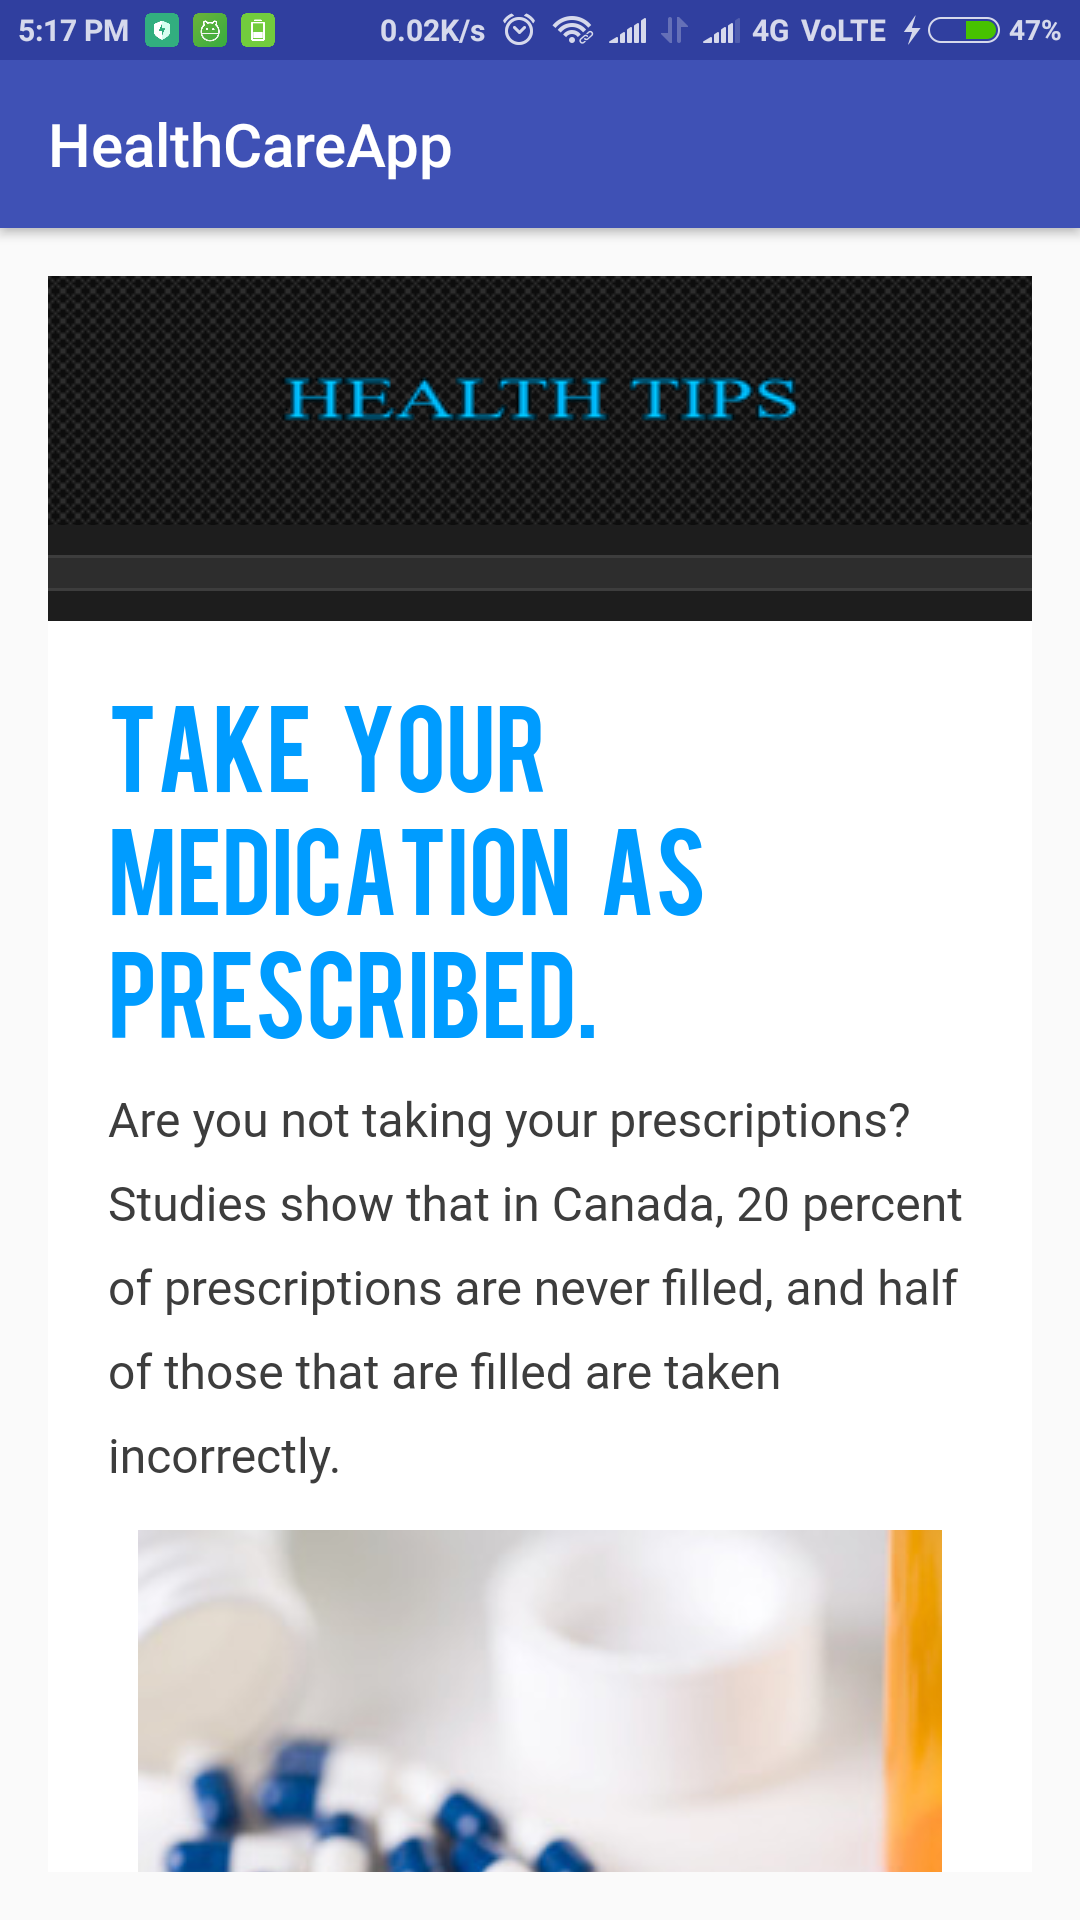 5:17 PM 0.02K/s 4G VoLTE 47%
HealthCareApp
HEALTH TIPS
TAKE YOUR
MEDICATION AS
PRESCRIBED.
Are you not taking your prescriptions?
Studies show that in Canada, 20 percent
of prescriptions are never filled, and half
of those that are filled are taken
incorrectly.